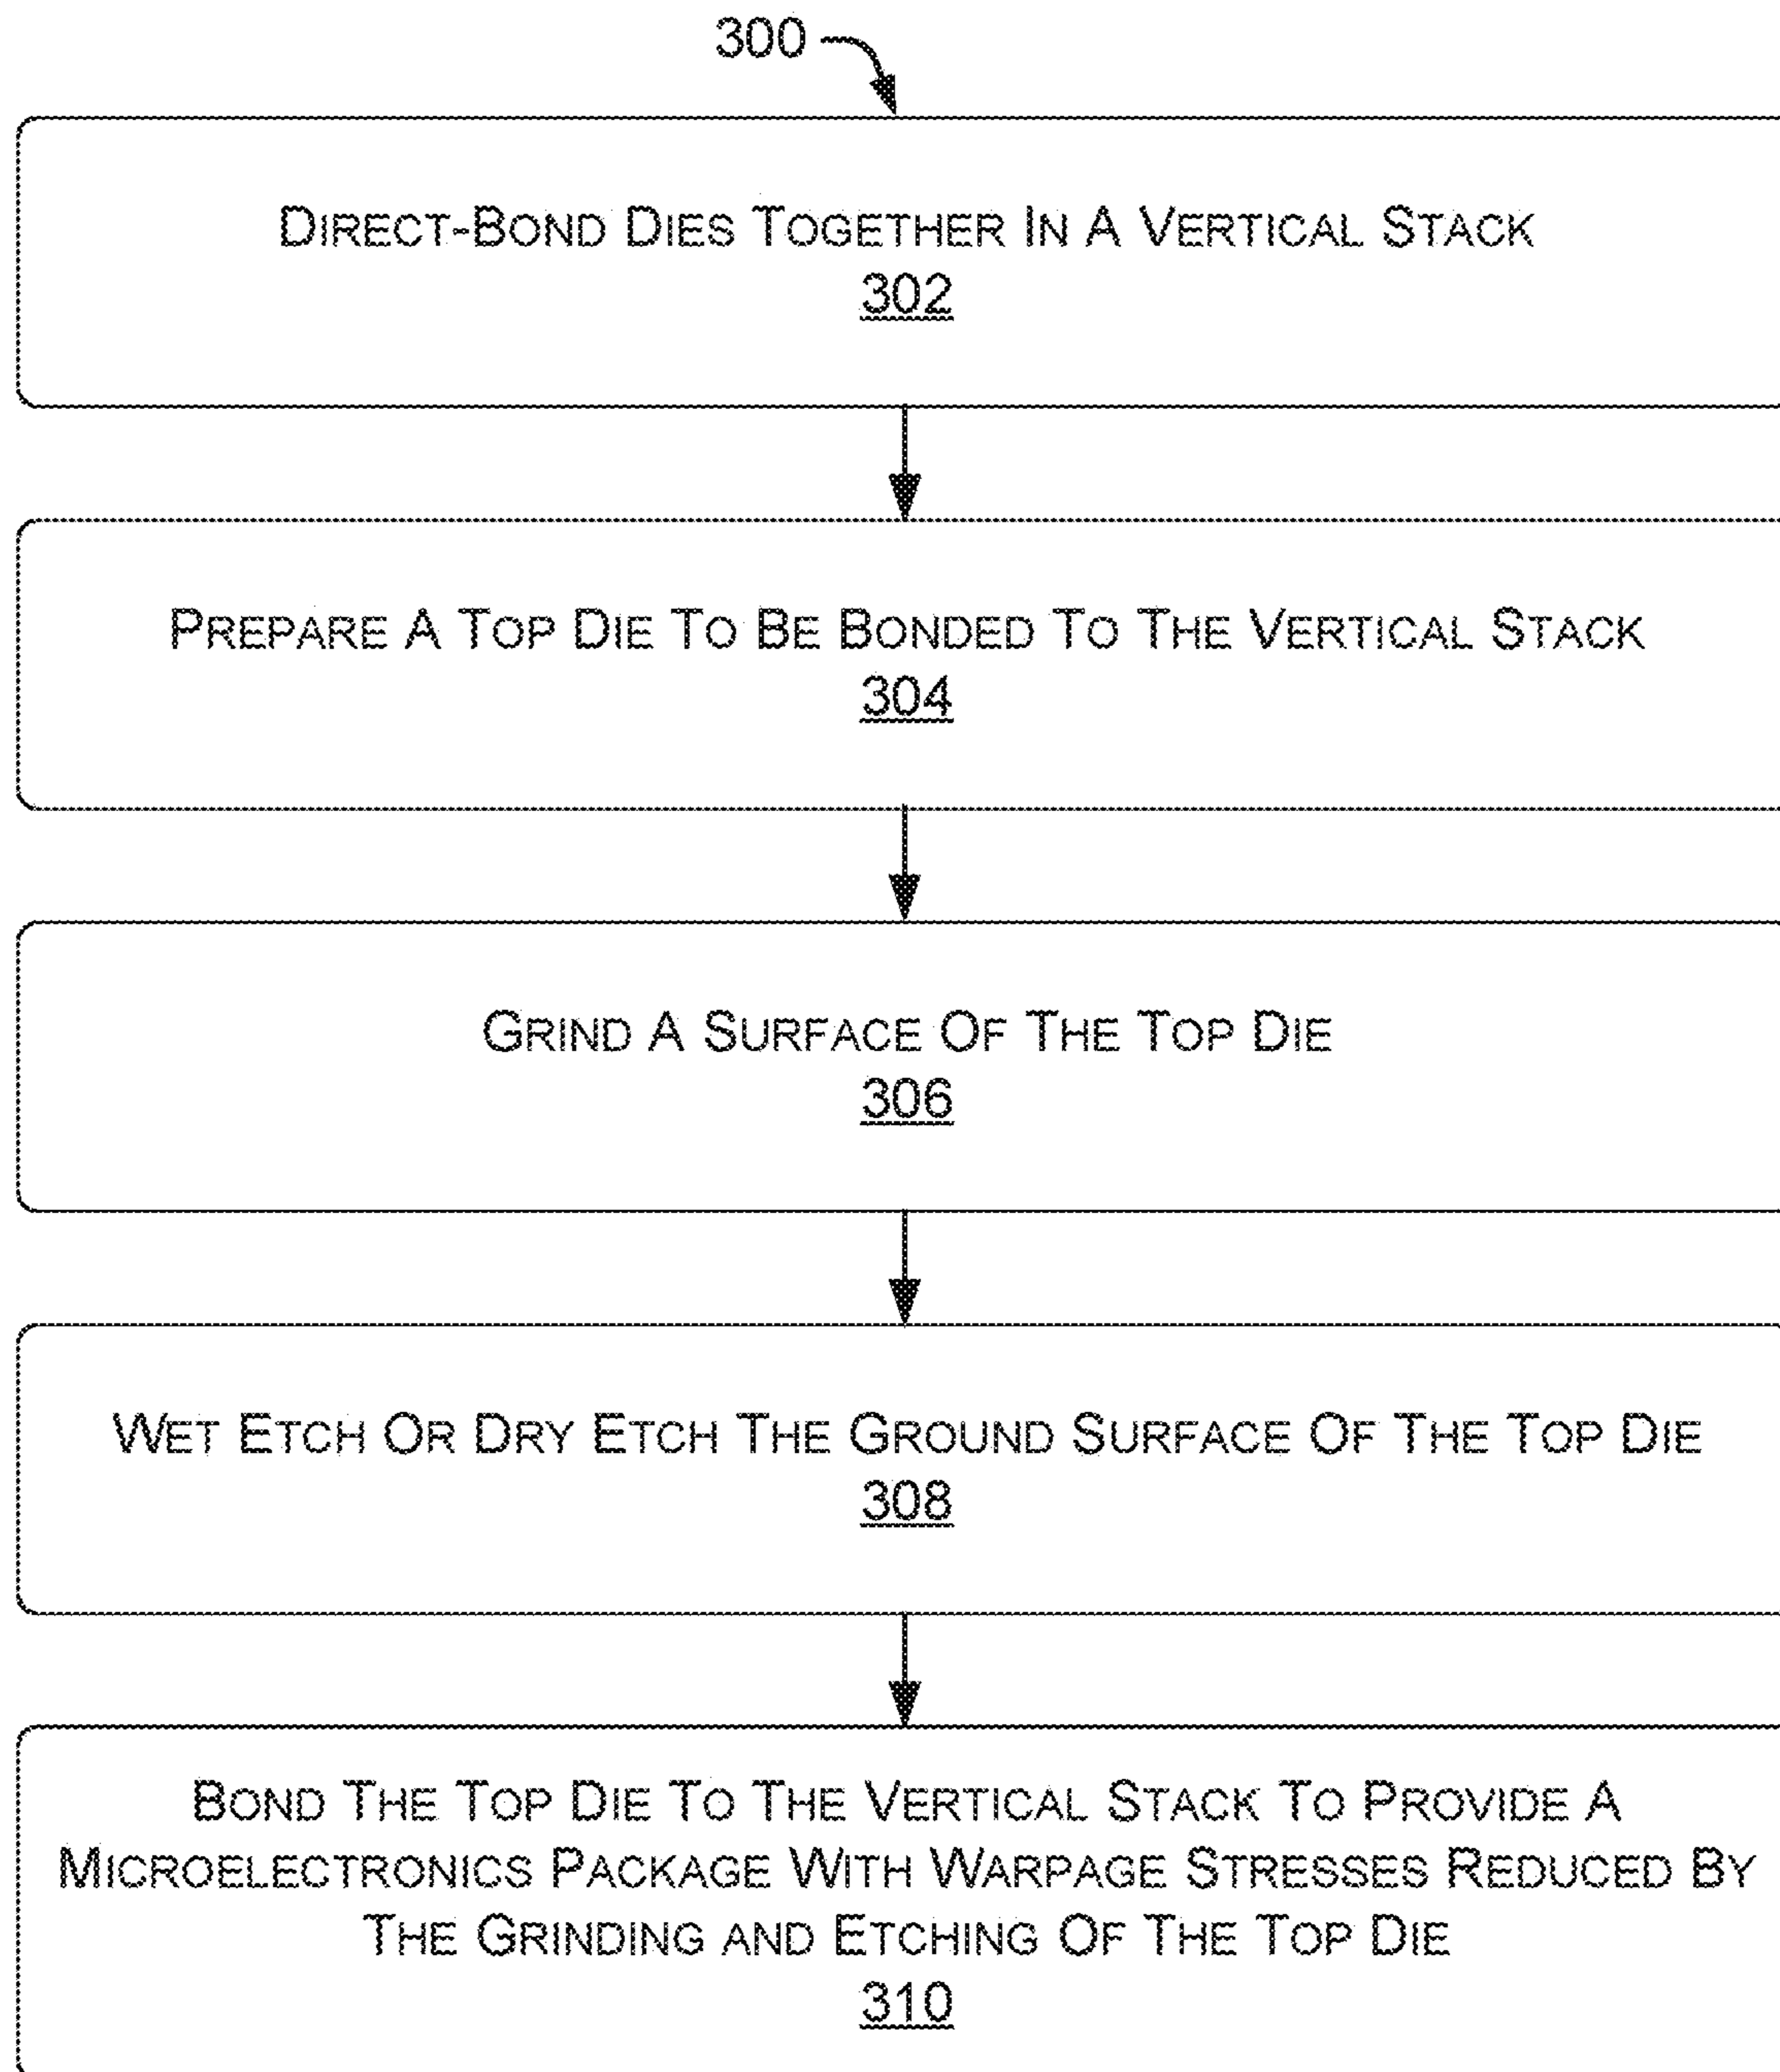 300
Direct-Bond Dies Together In A Vertical Stack
302
Prepare A Top Die To Be Bonded To The Vertical Stack
304
Grind A Surface Of The Top Die
306
Wet Etch Or Dry Etch The Ground Surface Of The Top Die
308
Bond The Top Die To The Vertical Stack To Provide A
Microelectronics Package With Warpage Stresses Reduced By
The Grinding and Etching Of The Top Die
310